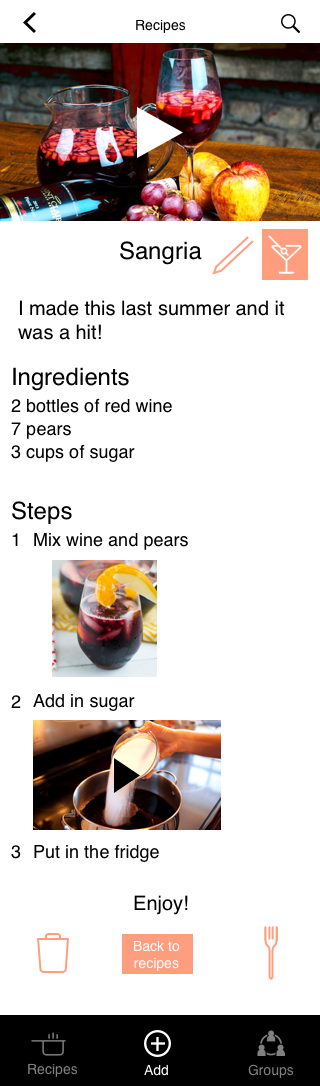 Recipes
Sangria
I made this last summer and it
was a hit!
Ingredients
2 bottles of red wine
7 pears
3 cups of sugar
Steps
1 Mix wine and pears
2 Add in sugar
3 Put in the fridge
Enjoy!
Back to
recipes
Recipes
Add
Groups